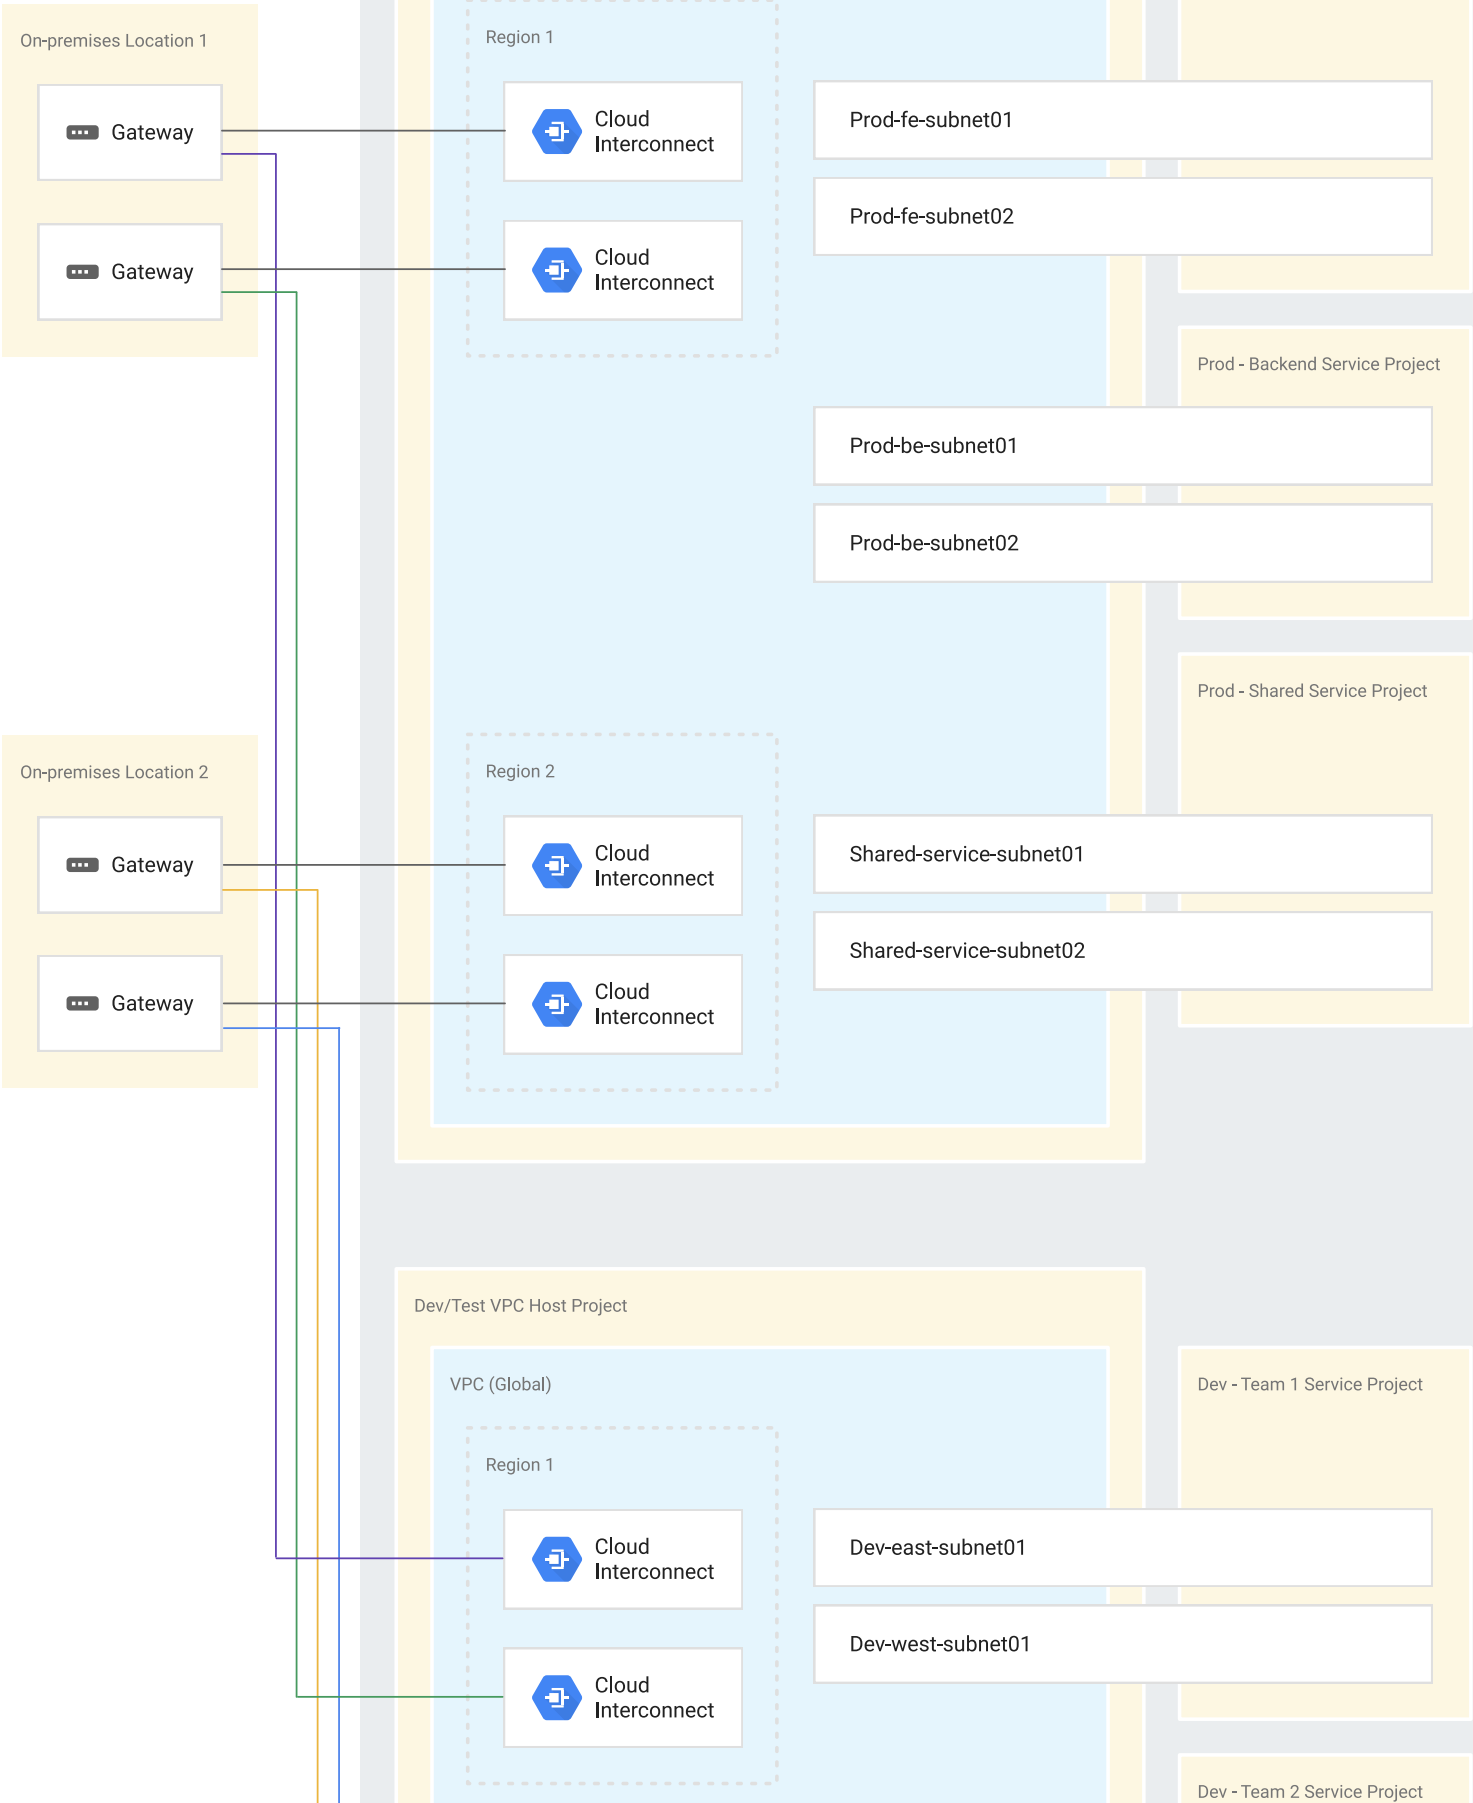 On-premises Location 1
Gateway
Gateway
Region 1
Cloud
Interconnect
Cloud
Interconnect
Prod-fe-subnet01
Prod-fe-subnet02
Prod - Backend Service Project
Prod-be-subnet01
Prod-be-subnet02
Prod - Shared Service Project
On-premises Location 2
Gateway
Gateway
Region 2
Cloud
Interconnect
Cloud
Interconnect
Shared-service-subnet01
Shared-service-subnet02
Dev/Test VPC Host Project
VPC (Global)
Region 1
Cloud
Interconnect
Cloud
Interconnect
Dev - Team 1 Service Project
Dev-east-subnet01
Dev-west-subnet01
Dev - Team 2 Service Project